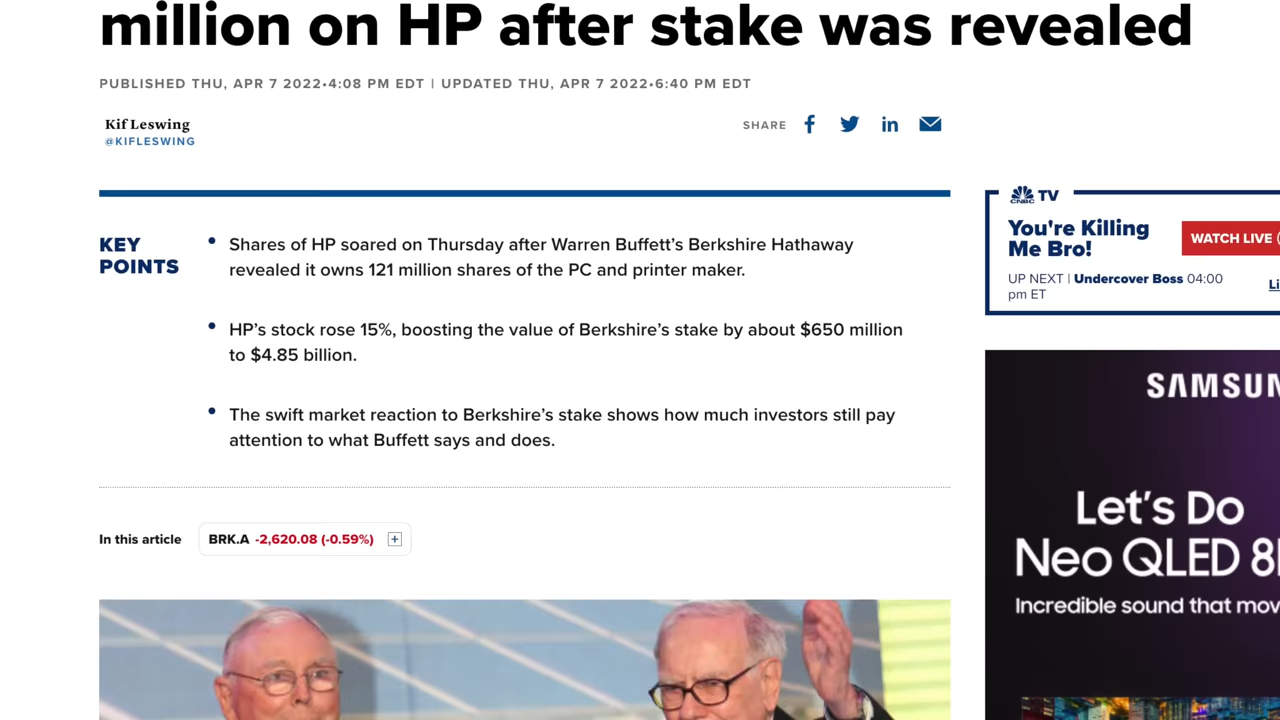 million on HP after stake was revealed
PUBLISHED THU, APR 7 2022•4:08 PM EDT | UPDATED THU, APR 7 2022•6:40 PM EDT
Kif Leswing
@KIFLESWING
SHARE
KEY
POINTS
• Shares of HP soared on Thursday after Warren Buffett’s Berkshire Hathaway
revealed it owns 121 million shares of the PC and printer maker.
• HP’s stock rose 15%, boosting the value of Berkshire’s stake by about $650 million
to $4.85 billion.
• The swift market reaction to Berkshire’s stake shows how much investors still pay
attention to what Buffett says and does.
In this article
BRK.A -2,620.08 (-0.59%) +
CNBC TV
You're Killing
Me Bro!
WATCH LIVE
UP NEXT | Undercover Boss 04:00
pm ET
Li
SAMSUN
Let’s Do
Neo QLED 8
Incredible sound that mov